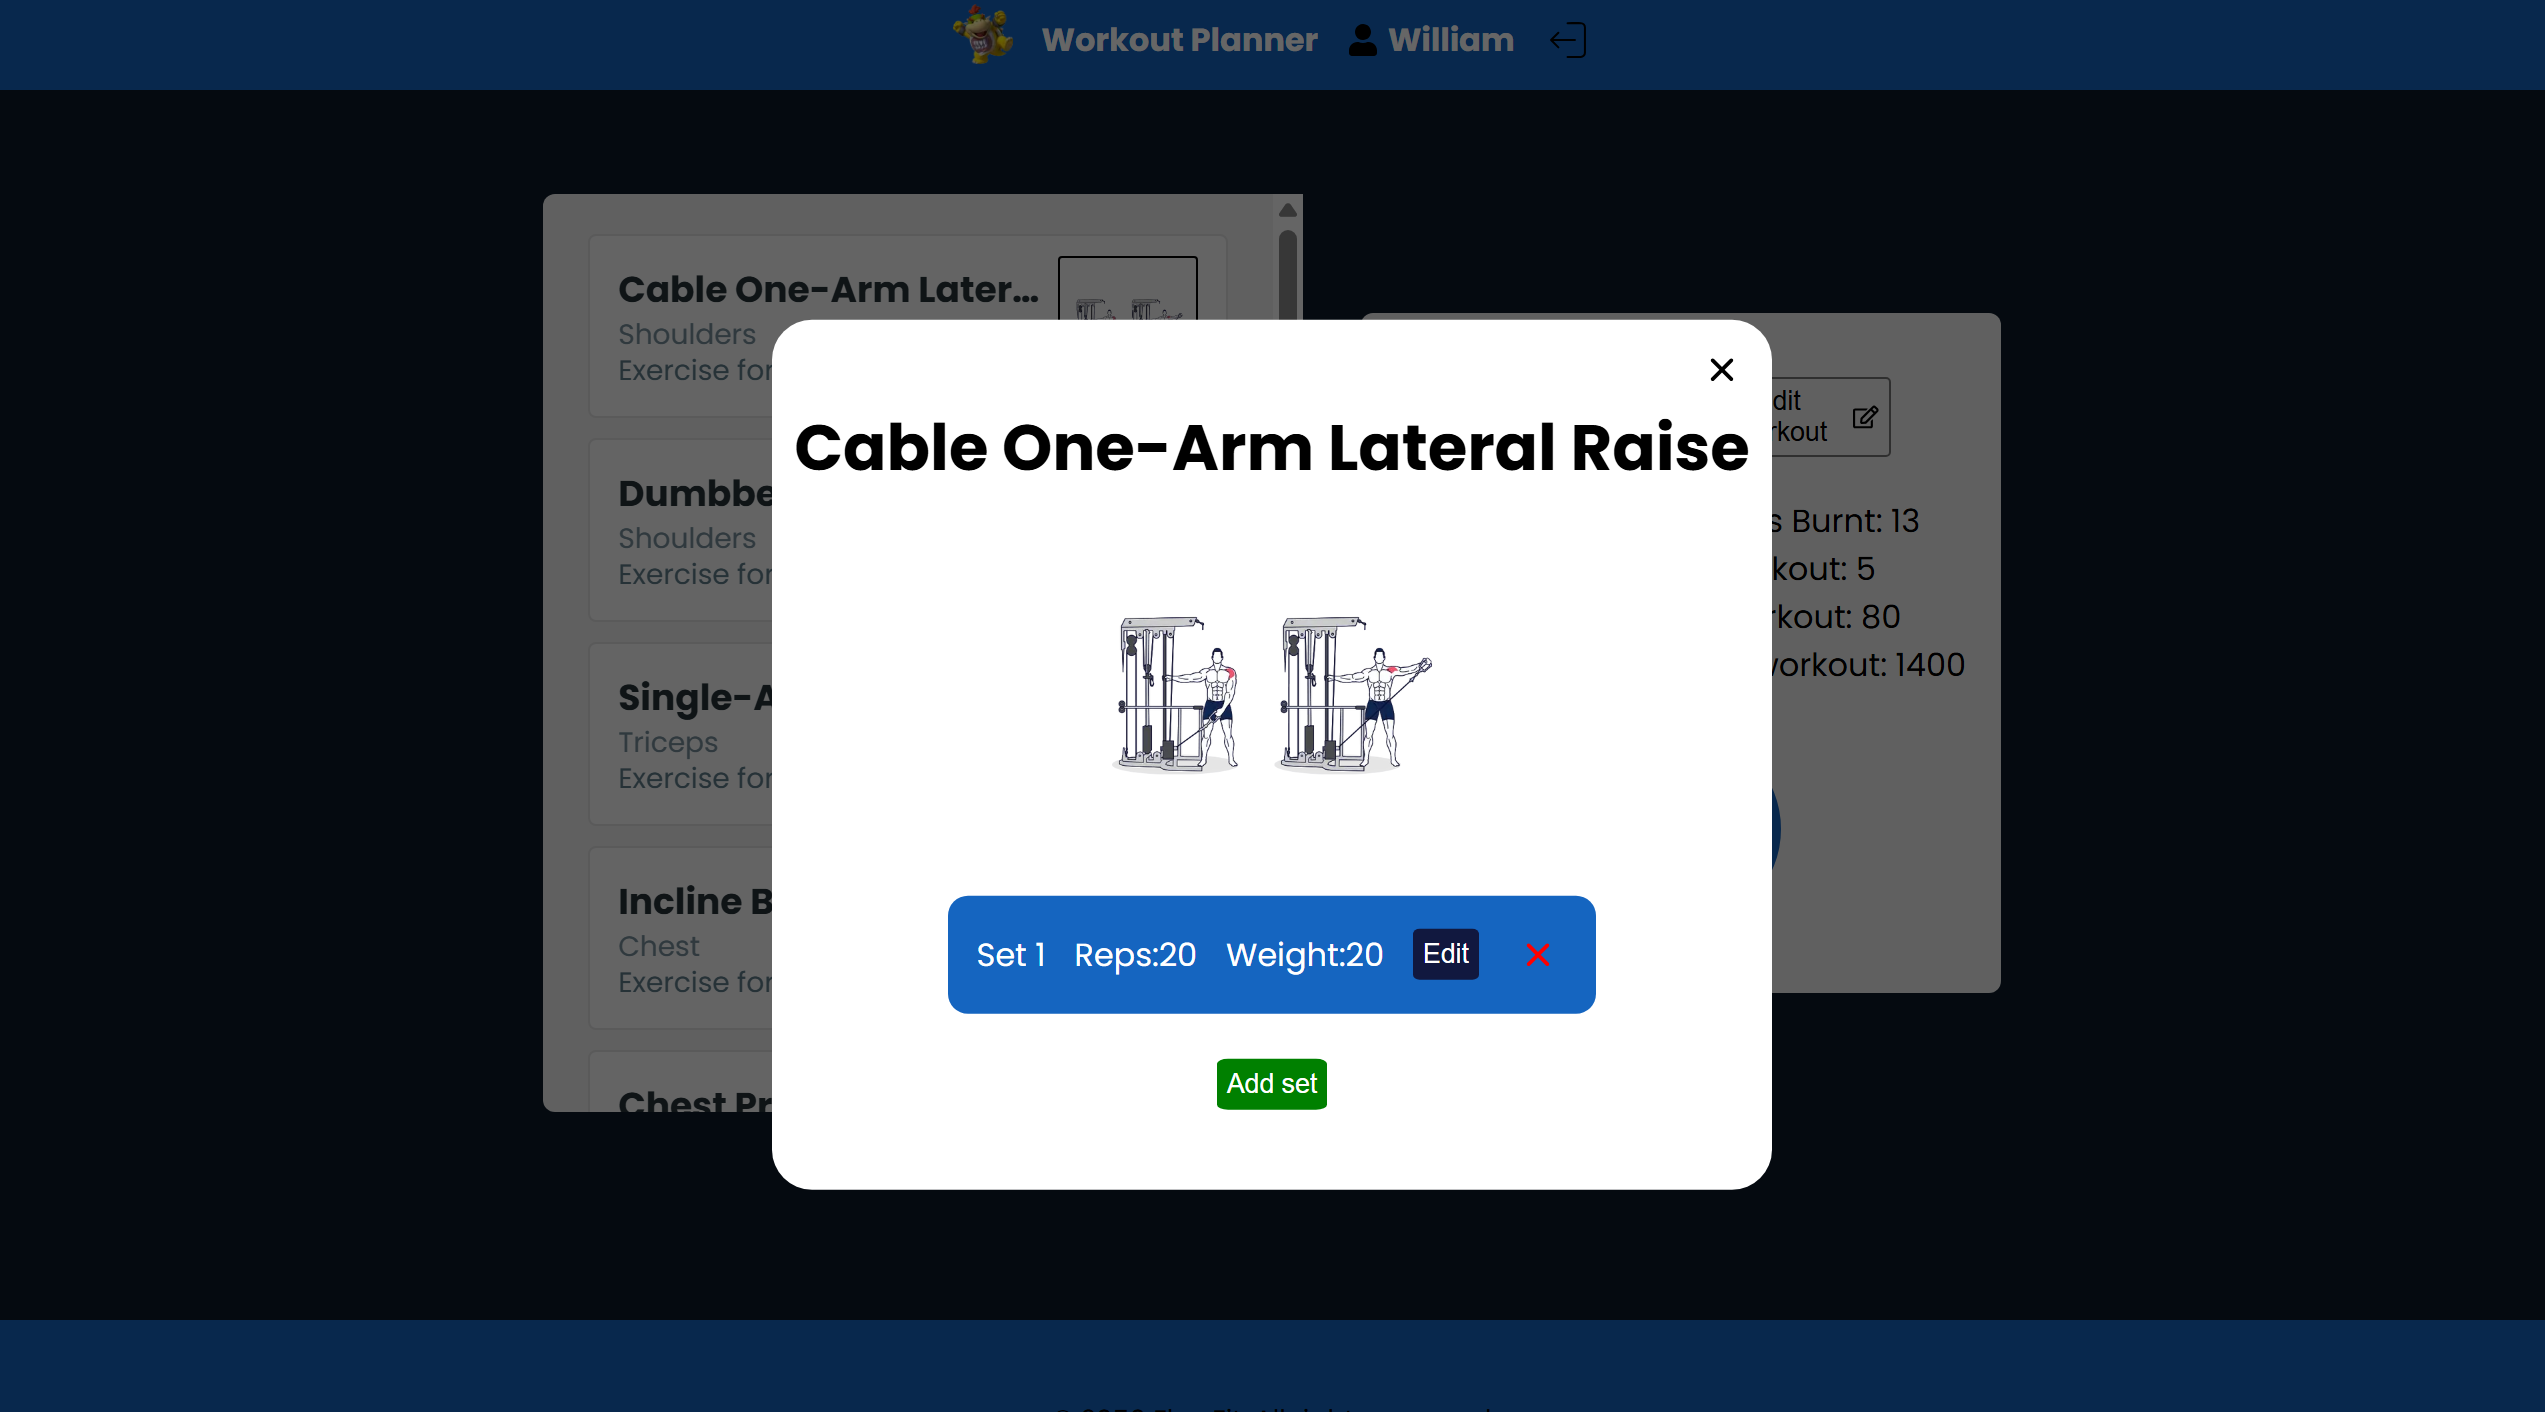 Workout Planner William
Cable One-Arm Later...
Shoulders
Exercise for
Dumbbe
Shoulders
Exercise for
Single-A
Triceps
Exercise for
Incline B
Chest
Exercise for
Chest Pr
Cable One-Arm Lateral Raise
Set 1 Reps:20 Weight:20 Edit
Add set
dit
rkout
s Burnt: 13
kout: 5
rkout: 80
workout: 1400